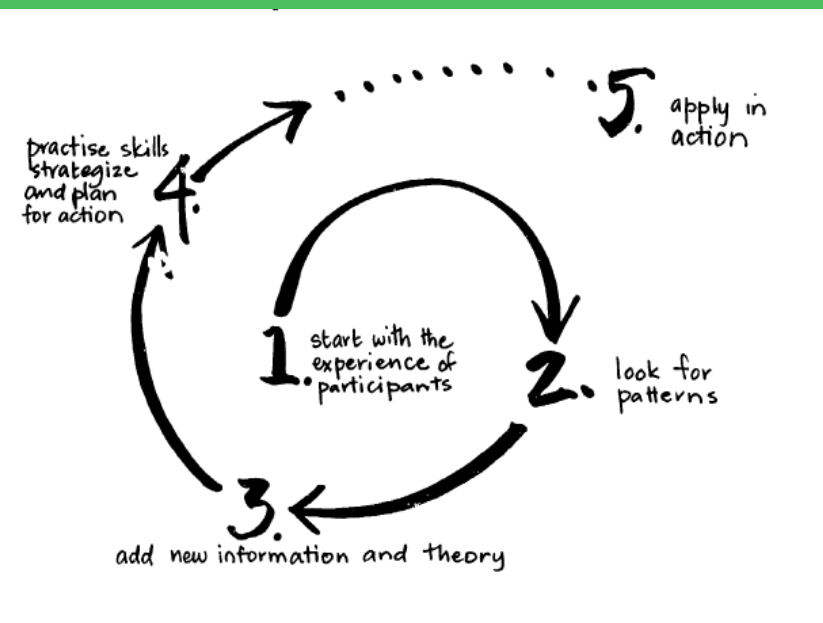 1. start with the
experience of
participants
2. look for
patterns
3.
add new information and theory
4.
practise skills
strategize
and plan
for action
5. apply in
action